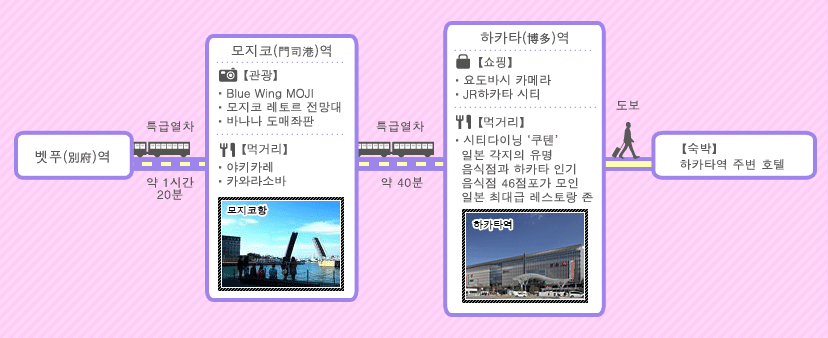 벳푸(別府)역
특급열차
약 1시간
20분
모지코(門司港)역
【관광】
· Blue Wing MOJI
· 모지코 레토르 전망대
· 바나나 도매좌판
【먹거리】
· 야키카레
· 카와라소바
모지코항
특급열차
약 40분
하카타(博多)역
【쇼핑】
· 요도바시 카메라
· JR하카타 시티
【먹거리】
· 시티다이닝 ‘쿠텐’
일본 각지의 유명
음식점과 하카타 인기
음식점 46점포가 모인
일본 최대급 레스토랑 존
하카타역
도보
【숙박】
하카타역 주변 호텔